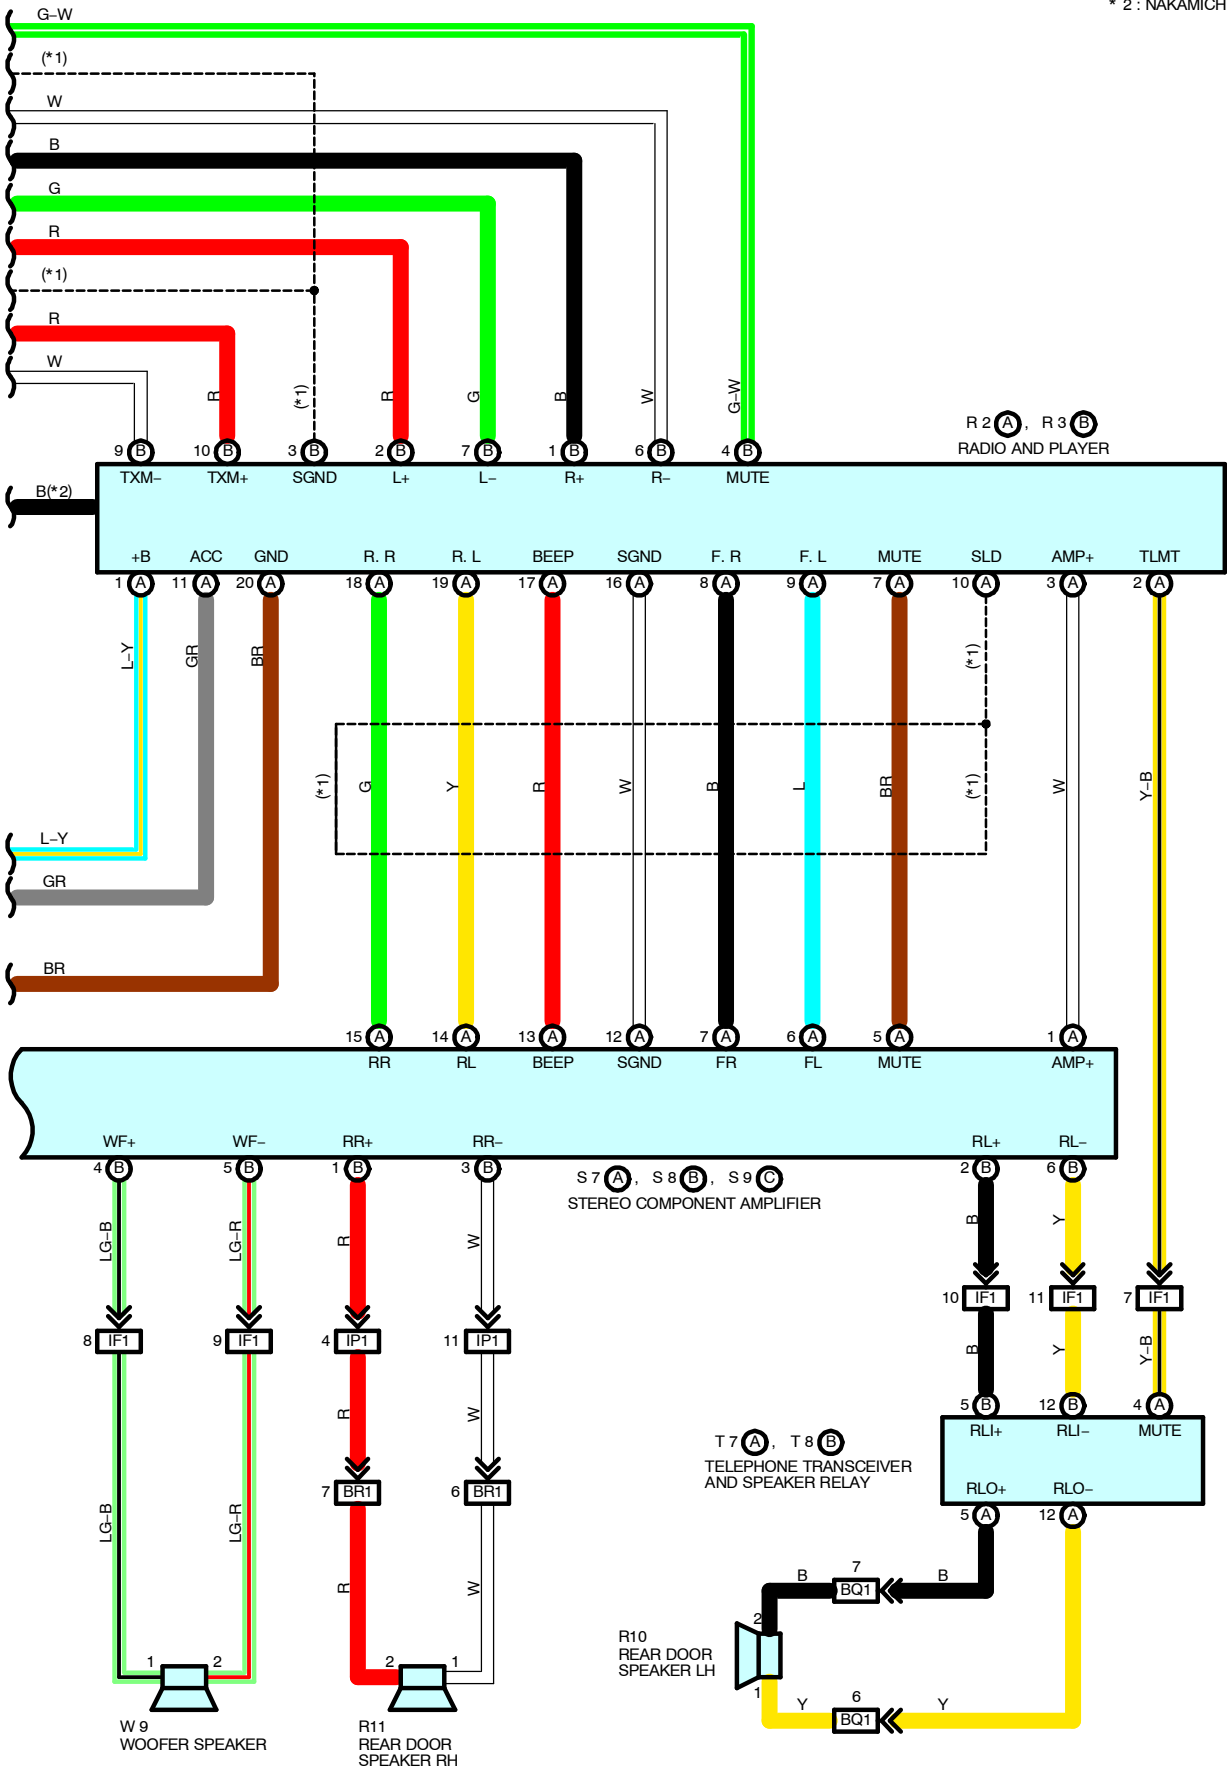 * 2 : NAKAMICH
G−W
(*1)
W
B
G
R
(*1)
R
W
R
(*1)
R
G
B
W
G−W
R 2 A , R 3 B
RADIO AND PLAYER
9 B 10 B 3 B 2 B 7 B 1 B 6 B 4 B
TXM− TXM+ SGND L+ L− R+ R− MUTE
B(*2)
+B ACC GND R. R R. L BEEP SGND F. R F. L MUTE SLD AMP+ TLMT
1 A 11 A 20 A 18 A 19 A 17 A 16 A 8 A 9 A 7 A 10 A 3 A 2 A
L−Y GR BR (*1)
(*1) G Y R W B L BR (*1) W Y−B
L−Y
GR
BR
15 A 14 A 13 A 12 A 7 A 6 A 5 A 1 A
RR RL BEEP SGND FR FL MUTE AMP+
WF+ WF− RR+ RR− RL+ RL−
4 B 5 B 1 B 3 B 2 B 6 B
S 7 A , S 8 B , S 9 C
STEREO COMPONENT AMPLIFIER
LG−B LG−R R W B Y
10 IF1 11 IF1 7 IF1
8 IF1 9 IF1 4 IP1 11 IP1
B Y Y−B
R W
5 B 12 B 4 A
RLI+ RLI− MUTE
T 7 A , T 8 B
TELEPHONE TRANSCEIVER
AND SPEAKER RELAY
RLO+ RLO−
5 A 12 A
7 BR1 6 BR1
LG−B LG−R R W
7
B BQ1 B
2
R10
REAR DOOR
SPEAKER LH
1
6
Y BQ1 Y
1 2 2 1
W 9
WOOFER SPEAKER
R11
REAR DOOR
SPEAKER RH